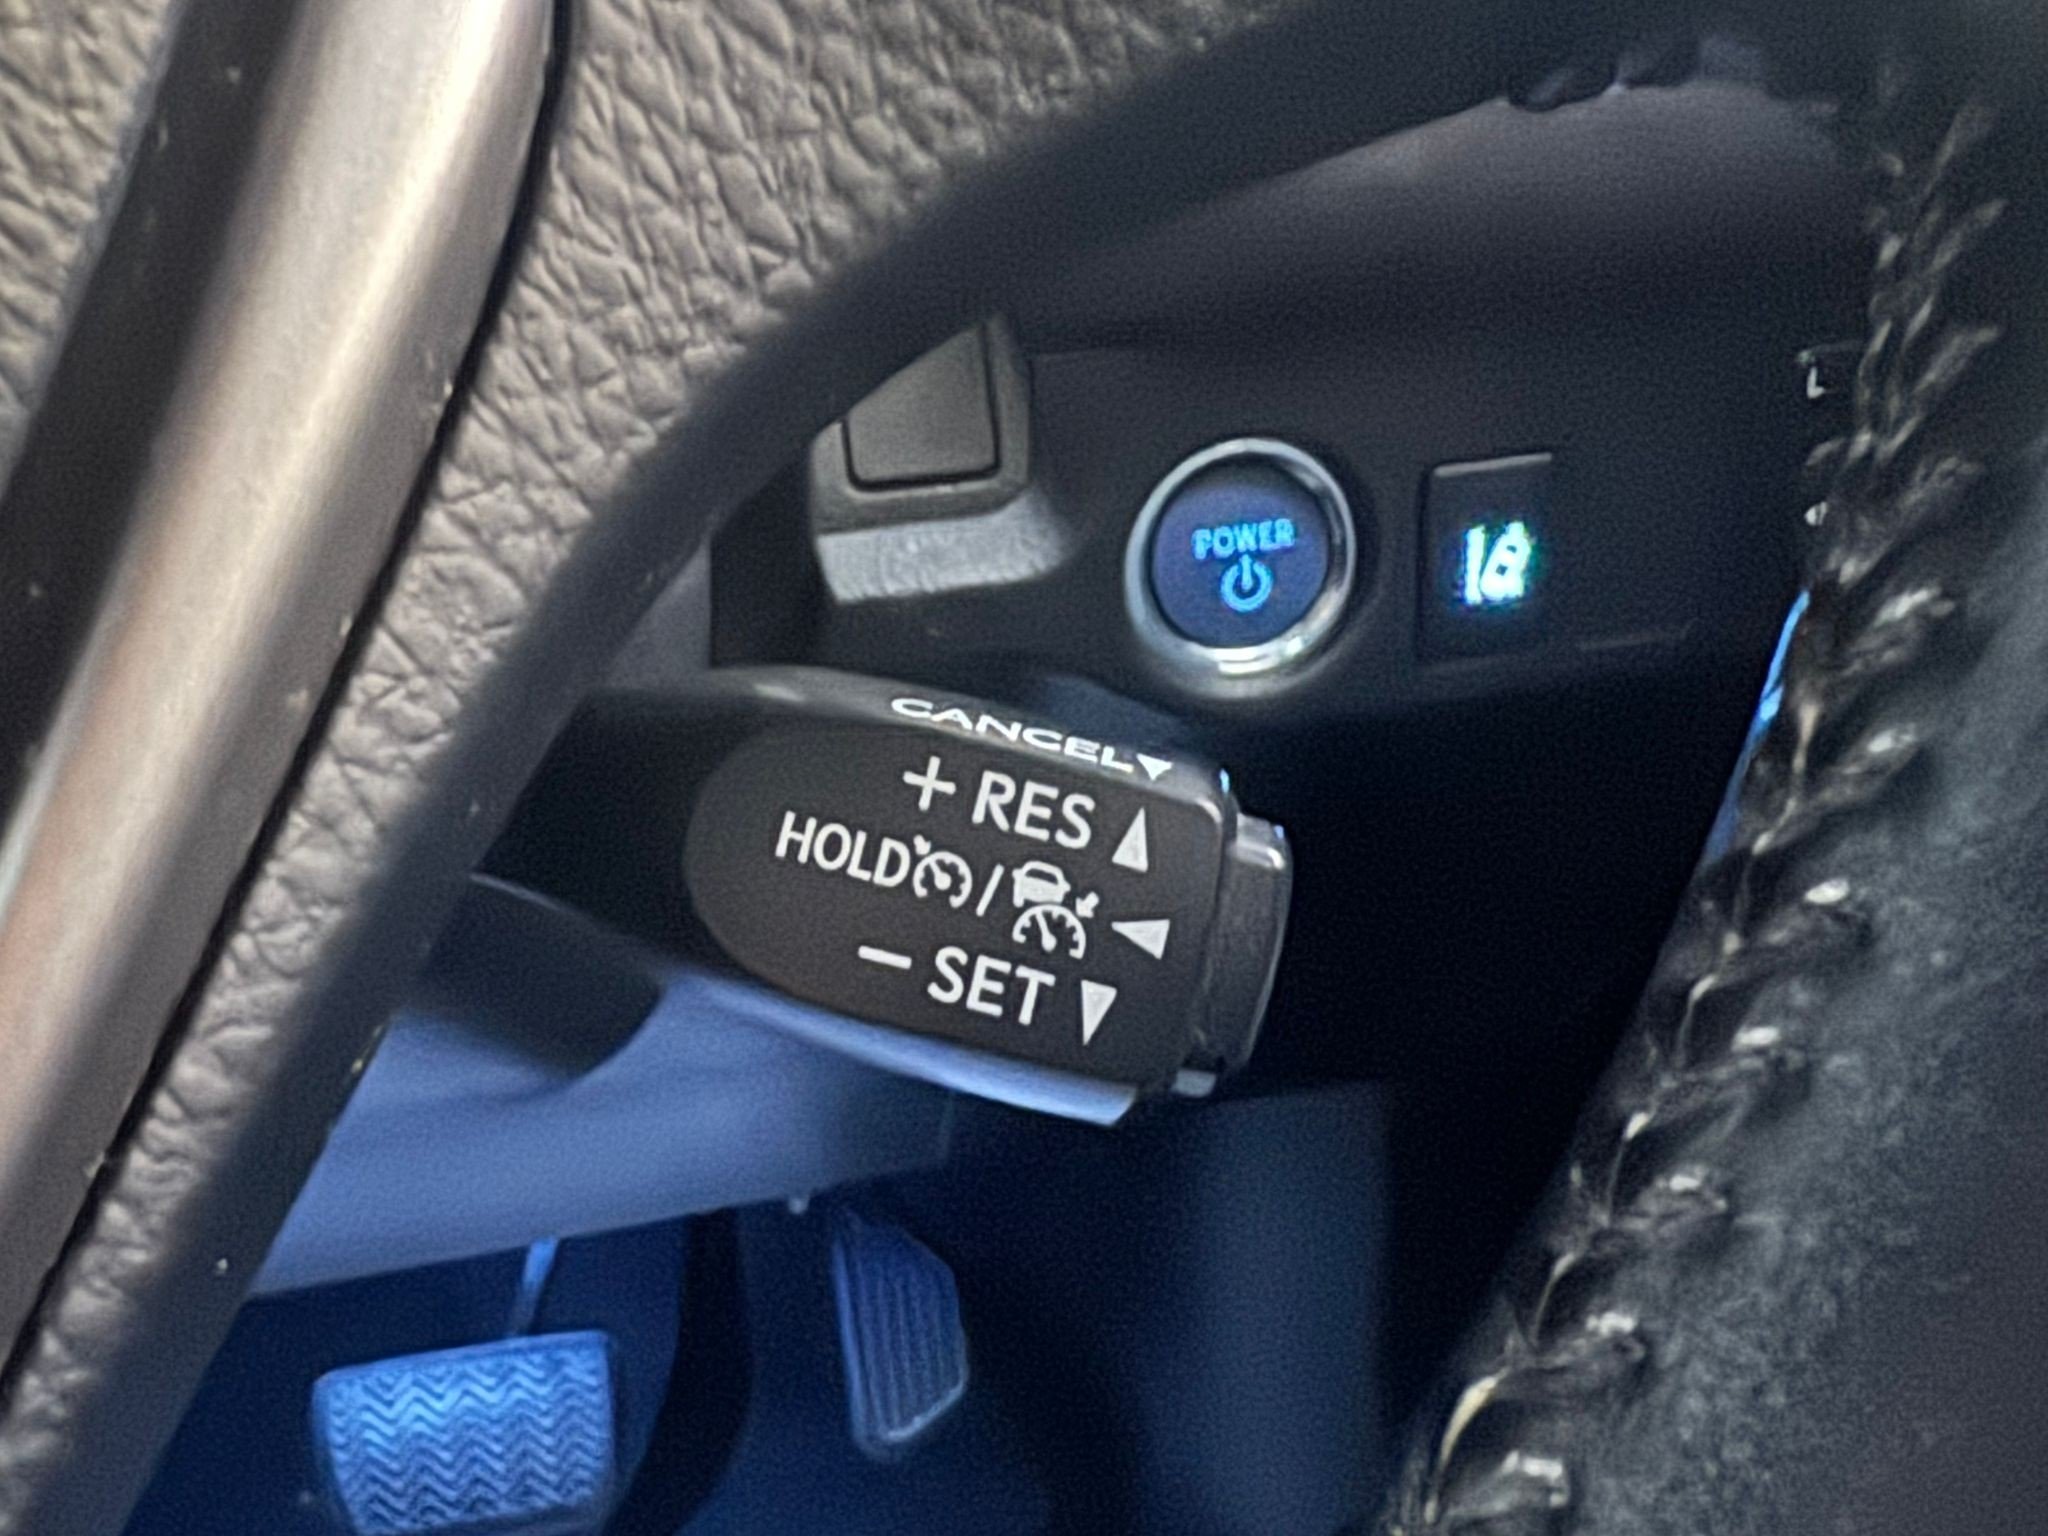 POWER
CANCEL
+ RES
HOLD /
− SET